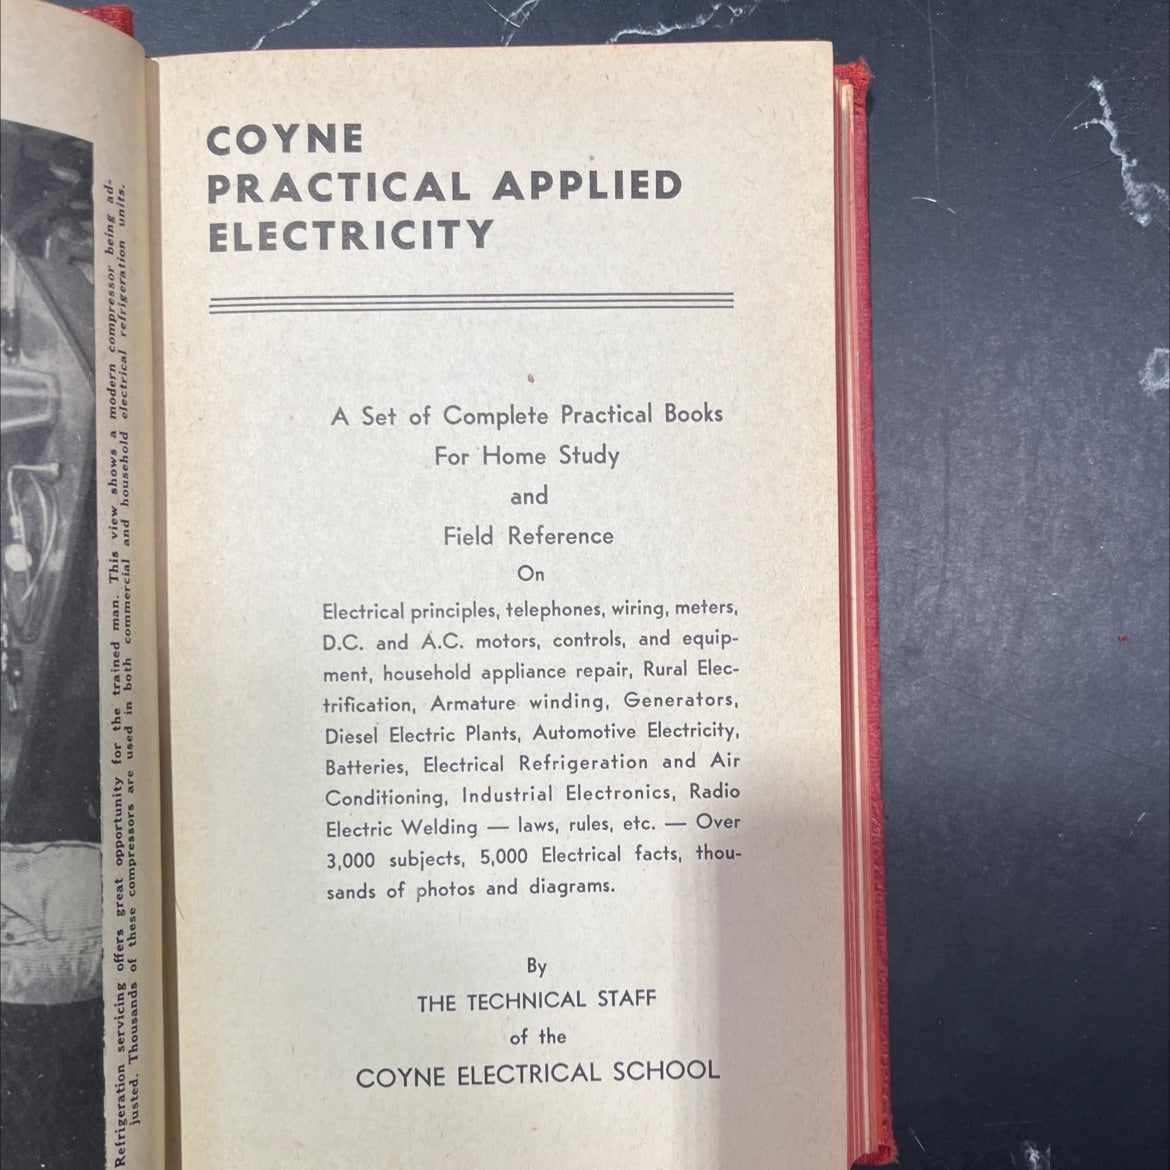 Refrigeration servicing offers great opportunity for the trained man. This view shows a modern compressor being ad-
justed. Thousands of these compressors are used in both commercial and household electrical refrigeration units.
COYNE
PRACTICAL APPLIED
ELECTRICITY
A Set of Complete Practical Books
For Home Study
and
Field Reference
On
Electrical principles, telephones, wiring, meters,
D.C. and A.C. motors, controls, and equip-
ment, household appliance repair, Rural Elec-
trification, Armature winding, Generators,
Diesel Electric Plants, Automotive Electricity,
Batteries, Electrical Refrigeration and Air
Conditioning, Industrial Electronics, Radio
Electric Welding — laws, rules, etc. — Over
3,000 subjects, 5,000 Electrical facts, thou-
sands of photos and diagrams.
By
THE TECHNICAL STAFF
of the
COYNE ELECTRICAL SCHOOL